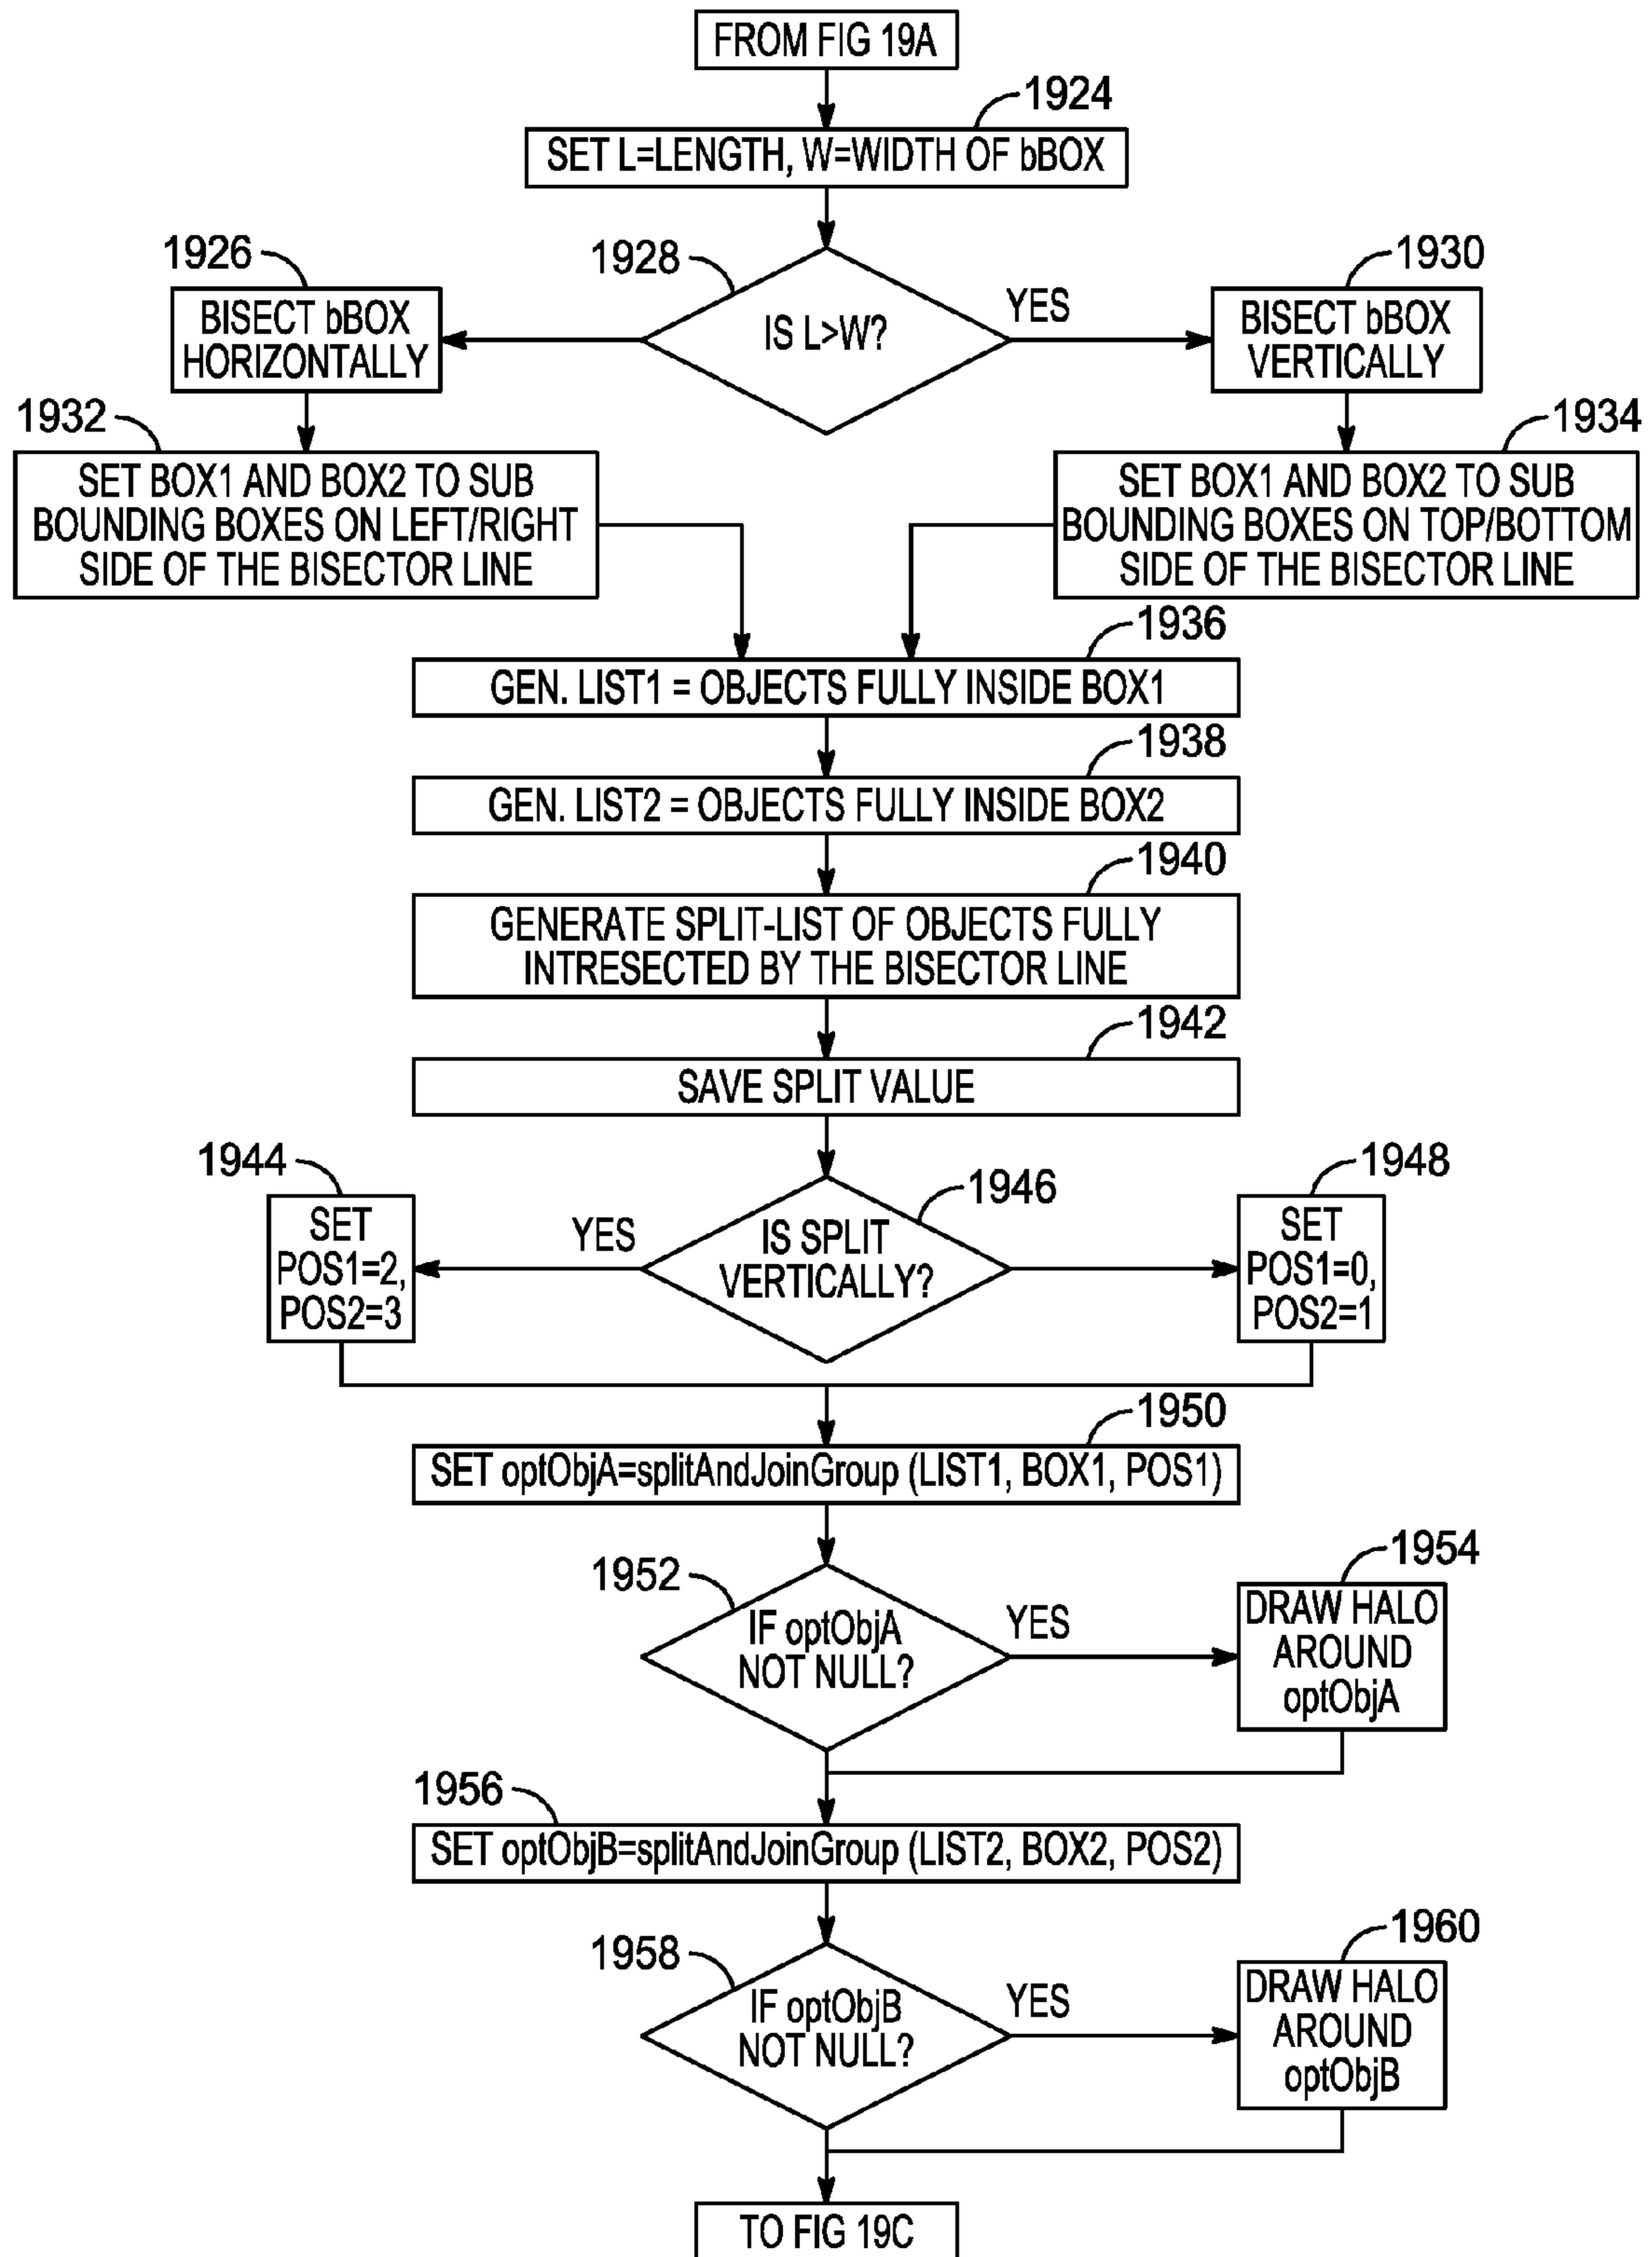 FROM FIG 19A
1924
SET L=LENGTH, W=WIDTH OF bBOX
1926
1928
1930
BISECT bBOX
HORIZONTALLY
IS L>W?
YES
BISECT bBOX
VERTICALLY
1932
1934
SET BOX1 AND BOX2 TO SUB
BOUNDING BOXES ON LEFT/RIGHT
SIDE OF THE BISECTOR LINE
SET BOX1 AND BOX2 TO SUB
BOUNDING BOXES ON TOP/BOTTOM
SIDE OF THE BISECTOR LINE
1936
GEN. LIST1 = OBJECTS FULLY INSIDE BOX1
1938
GEN. LIST2 = OBJECTS FULLY INSIDE BOX2
1940
GENERATE SPLIT-LIST OF OBJECTS FULLY
INTRESECTED BY THE BISECTOR LINE
1942
SAVE SPLIT VALUE
1944
1946
1948
SET
POS1=2,
POS2=3
YES
IS SPLIT
VERTICALLY?
SET
POS1=0,
POS2=1
1950
SET optObjA=splitAndJoinGroup (LIST1, BOX1, POS1)
1952
1954
IF optObjA
NOT NULL?
YES
DRAW HALO
AROUND
optObjA
1956
SET optObjB=splitAndJoinGroup (LIST2, BOX2, POS2)
1958
1960
IF optObjB
NOT NULL?
YES
DRAW HALO
AROUND
optObjB
TO FIG 19C